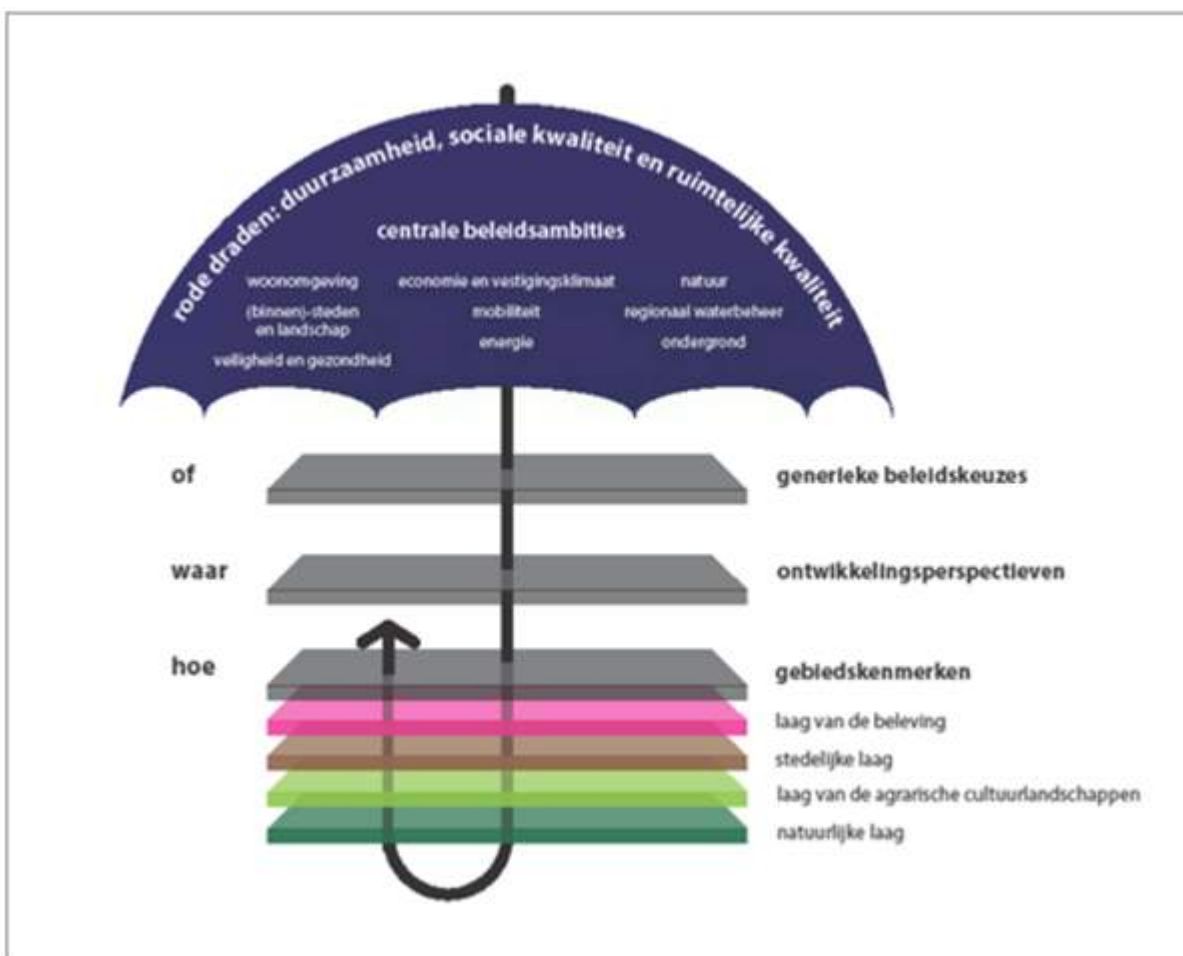 rode draden: duurzaamheid, sociale kwaliteit en ruimtelijke kwaliteit
centrale beleidsambities
woonomgeving
(binnen)-steden
en landschap
veiligheid en gezondheid
economie en vestigingsklimaat
mobiliteit
energie
natuur
regionaal waterbeheer
ondergrond
of
generieke beleidskeuzes
waar
ontwikkelingsperspectieven
hoe
gebiedskenmerken
laag van de beleving
stedelijke laag
laag van de agrarische cultuurlandschappen
natuurlijke laag